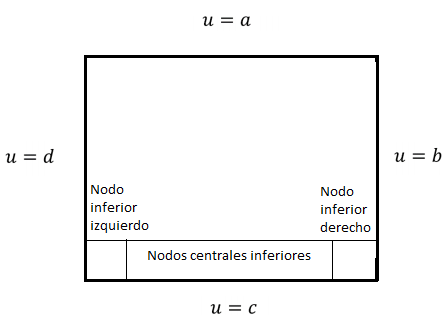 u = a
u = d
u = b
Nodo
inferior
izquierdo
Nodo
inferior
derecho
Nodos centrales inferiores
u = c